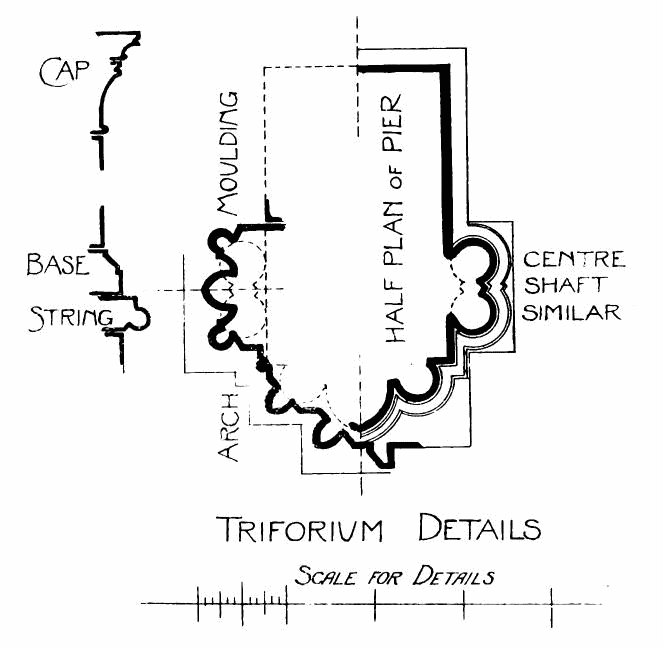 CAP
BASE
STRING
ARCH MOULDING
HALF PLAN OF PIER
CENTRE
SHAFT
SIMILAR
TRIFORIUM DETAILS
SCALE FOR DETAILS